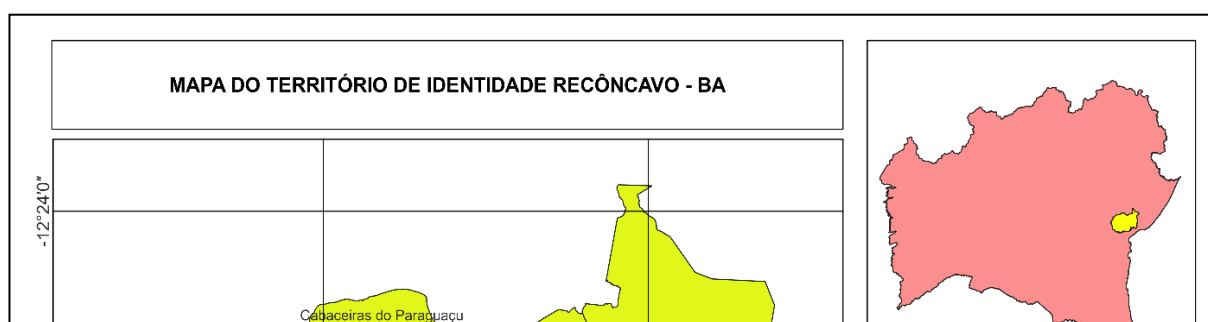 MAPA DO TERRITÓRIO DE IDENTIDADE RECÔNCAVO - BA
-12°24'0"
Cabaceiras do Paraguaçu